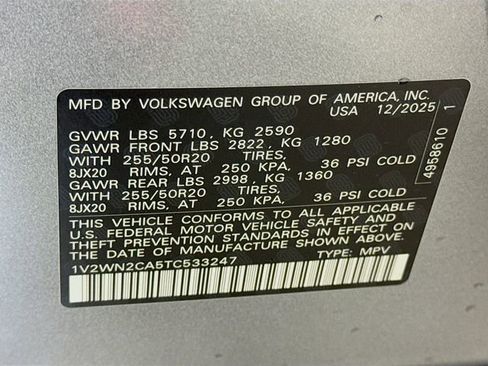 MFD BY VOLKSWAGEN GROUP OF AMERICA, INC.
USA 12/2025
GVWR LBS 5710, KG 2590
GAWR FRONT LBS 2822, KG 1280
WITH 255/50R20 TIRES,
8JX20 RIMS, AT 250 KPA, 36 PSI COLD
GAWR REAR LBS 2998, KG 1360
WITH 255/50R20 TIRES,
8JX20 RIMS, AT 250 KPA, 36 PSI COLD
THIS VEHICLE CONFORMS TO ALL APPLICABLE
U.S. FEDERAL MOTOR VEHICLE SAFETY AND
THEFT PREVENTION STANDARDS IN EFFECT ON
THE DATE OF MANUFACTURE SHOWN ABOVE.
1V2WN2CA5TC533247 TYPE: MPV
4958610 1